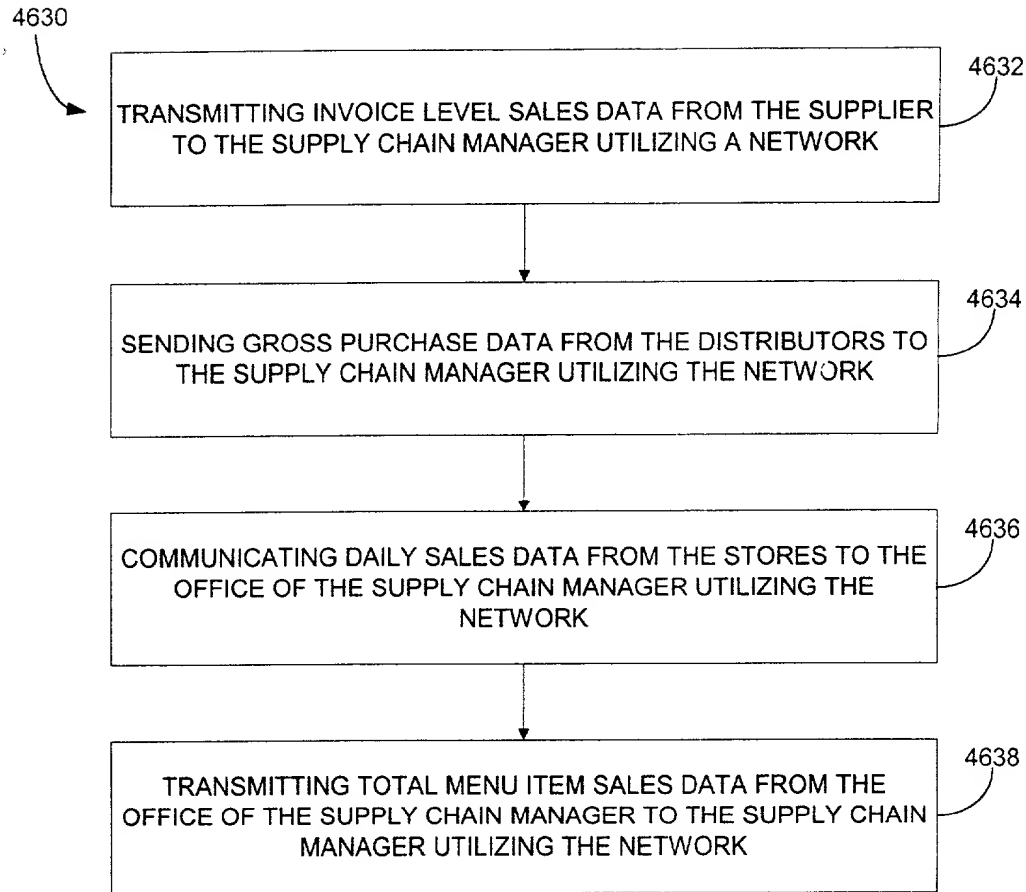 4630
4632
TRANSMITTING INVOICE LEVEL SALES DATA FROM THE SUPPLIER
TO THE SUPPLY CHAIN MANAGER UTILIZING A NETWORK
4634
SENDING GROSS PURCHASE DATA FROM THE DISTRIBUTORS TO
THE SUPPLY CHAIN MANAGER UTILIZING THE NETWORK
4636
COMMUNICATING DAILY SALES DATA FROM THE STORES TO THE
OFFICE OF THE SUPPLY CHAIN MANAGER UTILIZING THE
NETWORK
4638
TRANSMITTING TOTAL MENU ITEM SALES DATA FROM THE
OFFICE OF THE SUPPLY CHAIN MANAGER TO THE SUPPLY CHAIN
MANAGER UTILIZING THE NETWORK